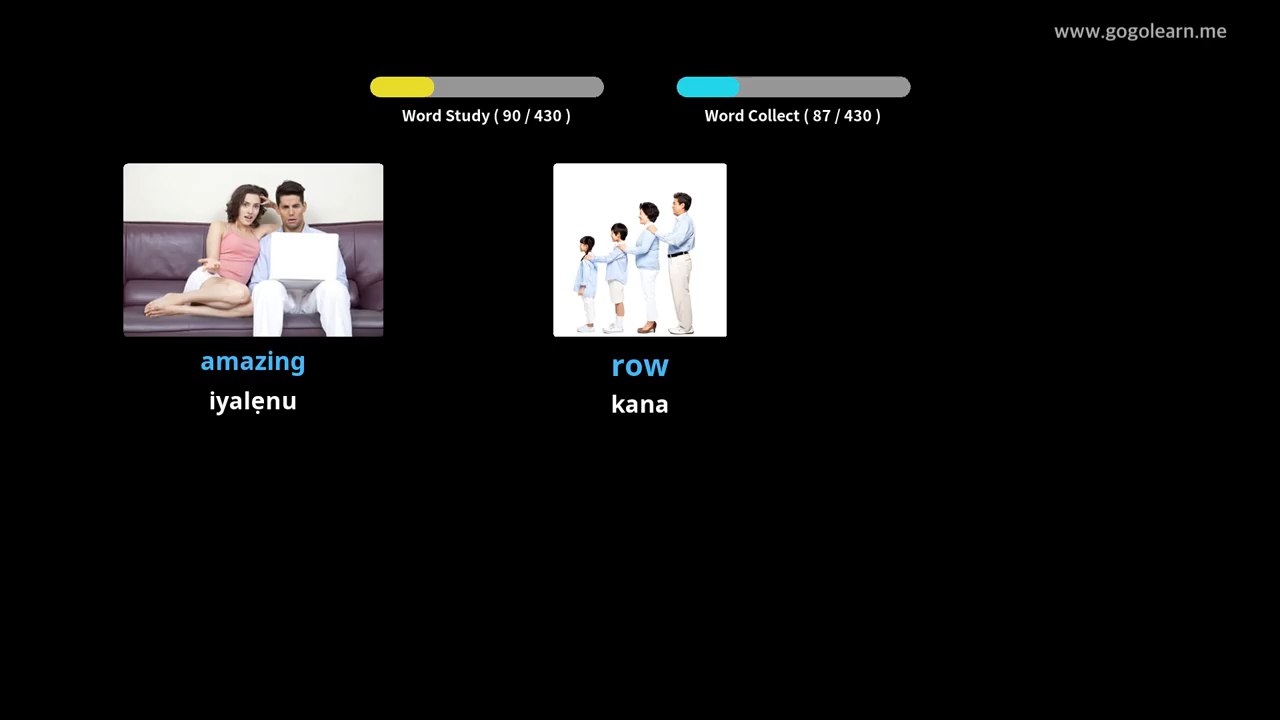 www.gogolearn.me
Word Study ( 90 / 430 )
Word Collect ( 87 / 430 )
amazing
iyalẹnu
row
kana